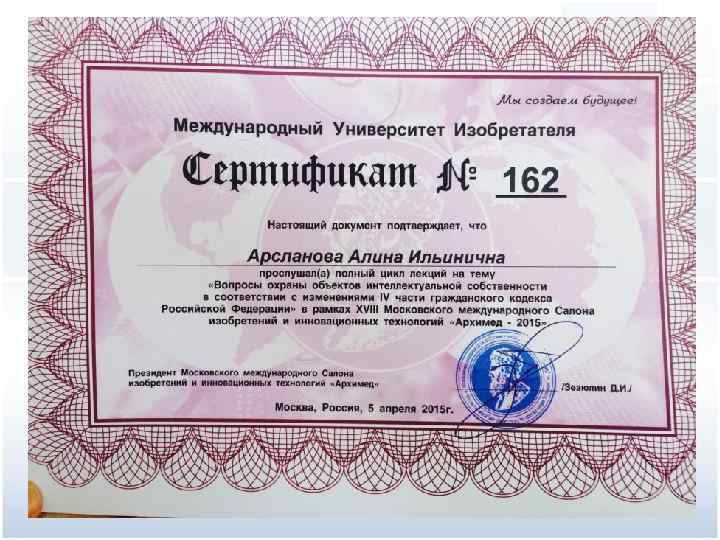 Мы создаем будущее!
Международный Университет Изобретателя
Сертификат № 162
Настоящий документ подтверждает, что
Арсланова Алина Ильинична
прослушал(а) полный цикл лекций на тему
«Вопросы охраны объектов интеллектуальной собственности
в соответствии с изменениями IV части гражданского кодекса
Российской Федерации» в рамках XVIII Московского международного Салона
изобретений и инновационных технологий «Архимед - 2015»
Президент Московского международного Салона
изобретений и инновационных технологий «Архимед»
/Зезюлин Д.И./
Москва, Россия, 5 апреля 2015г.